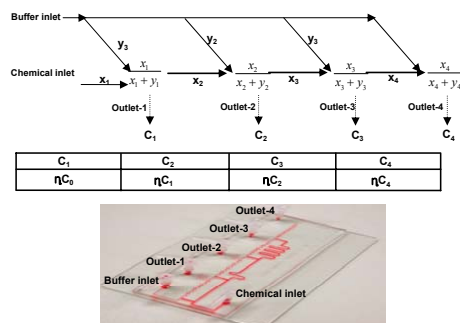 Buffer inlet
y3 y2 y3
Chemical inlet x1 x1 / x1 + y1 x2 x2 / x2 + y2 x3 x3 / x3 + y3 x4 x4 / x4 + y4
Outlet-1 Outlet-2 Outlet-3 Outlet-4
C1 C2 C3 C4
C1 C2 C3 C4
ηC0 ηC1 ηC2 ηC4
Outlet-4
Outlet-3
Outlet-2
Outlet-1
Buffer inlet
Chemical inlet